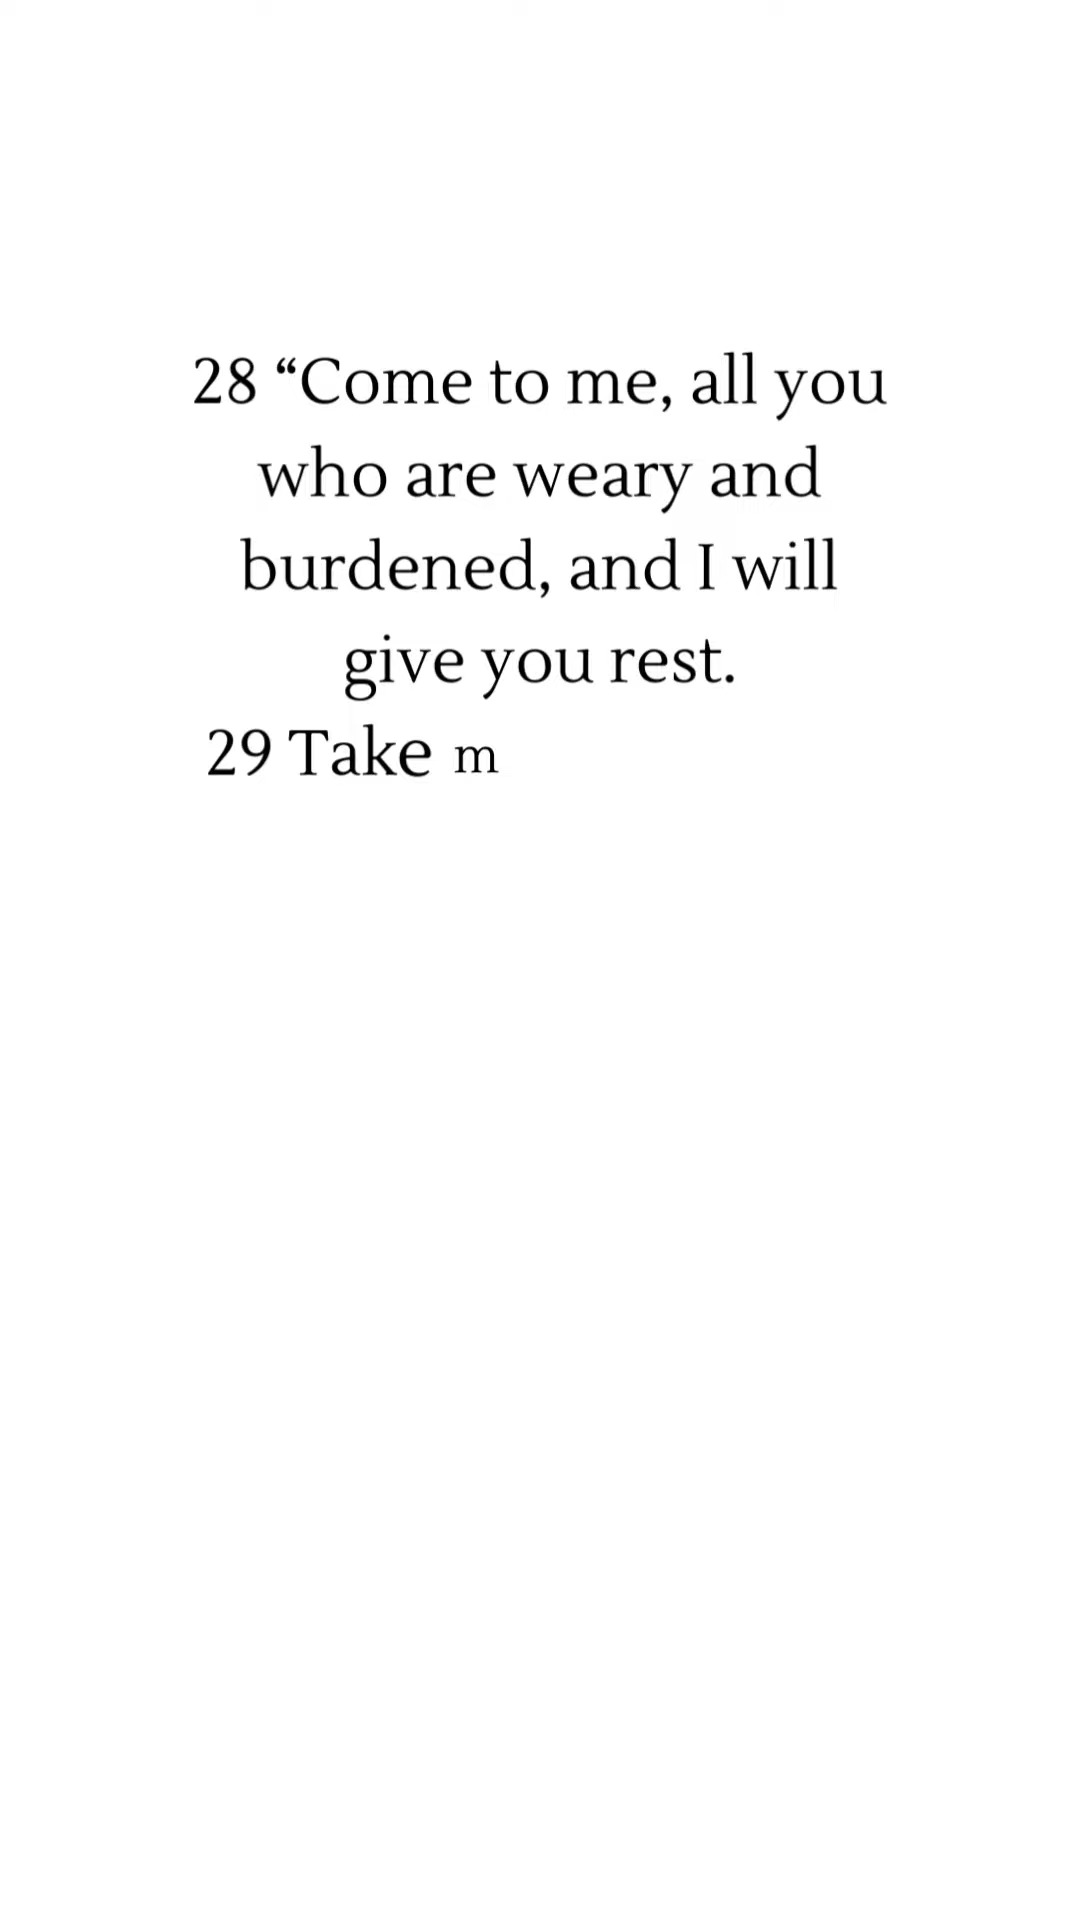 28 “Come to me, all you
who are weary and
burdened, and I will
give you rest.
29 Take m